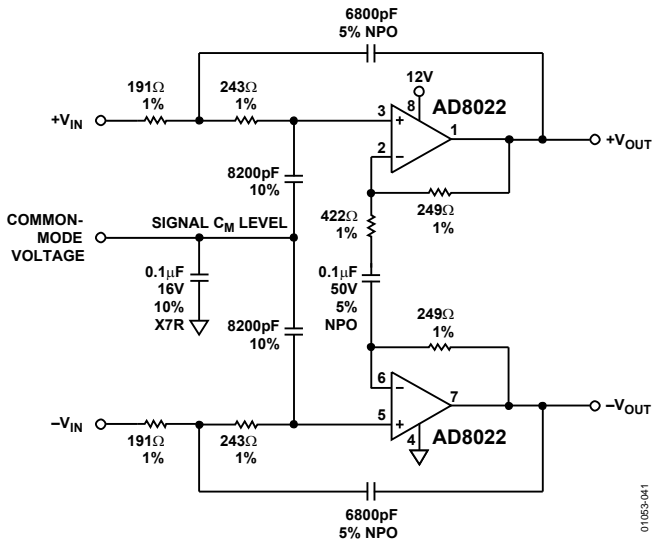 6800pF
5% NPO
191Ω
1%
243Ω
1%
12V
8
AD8022
+VIN
3
+
1
+VOUT
2
–
8200pF
10%
249Ω
1%
422Ω
1%
COMMON-
MODE
VOLTAGE
SIGNAL CM LEVEL
0.1µF
16V
10%
X7R
8200pF
10%
0.1µF
50V
5%
NPO
249Ω
1%
6
–
7
–VOUT
5
+
4
AD8022
–VIN
191Ω
1%
243Ω
1%
6800pF
5% NPO
01053-041